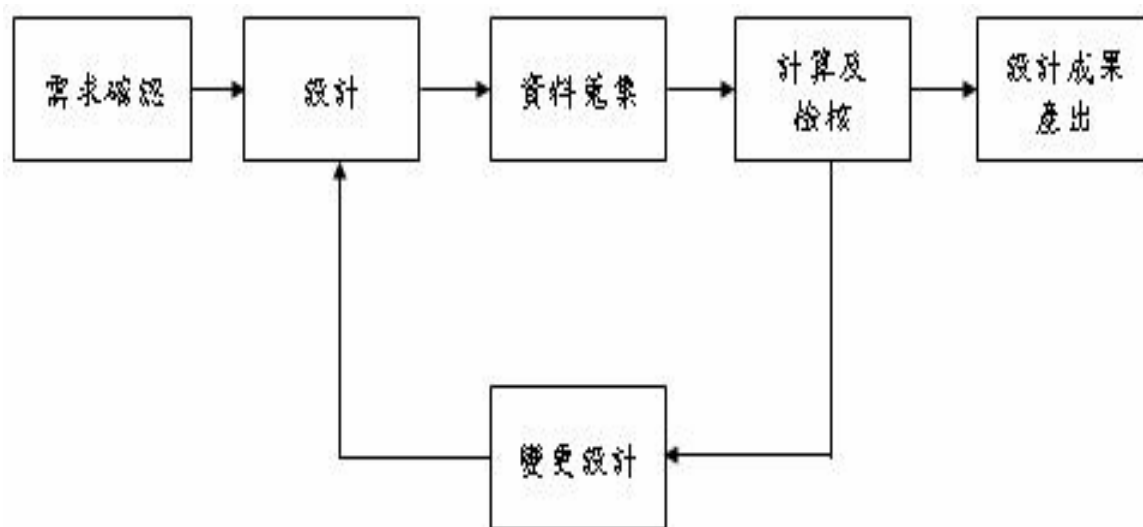 需求確認
設計
資料蒐集
計算及
檢核
設計成果
產出
變更設計